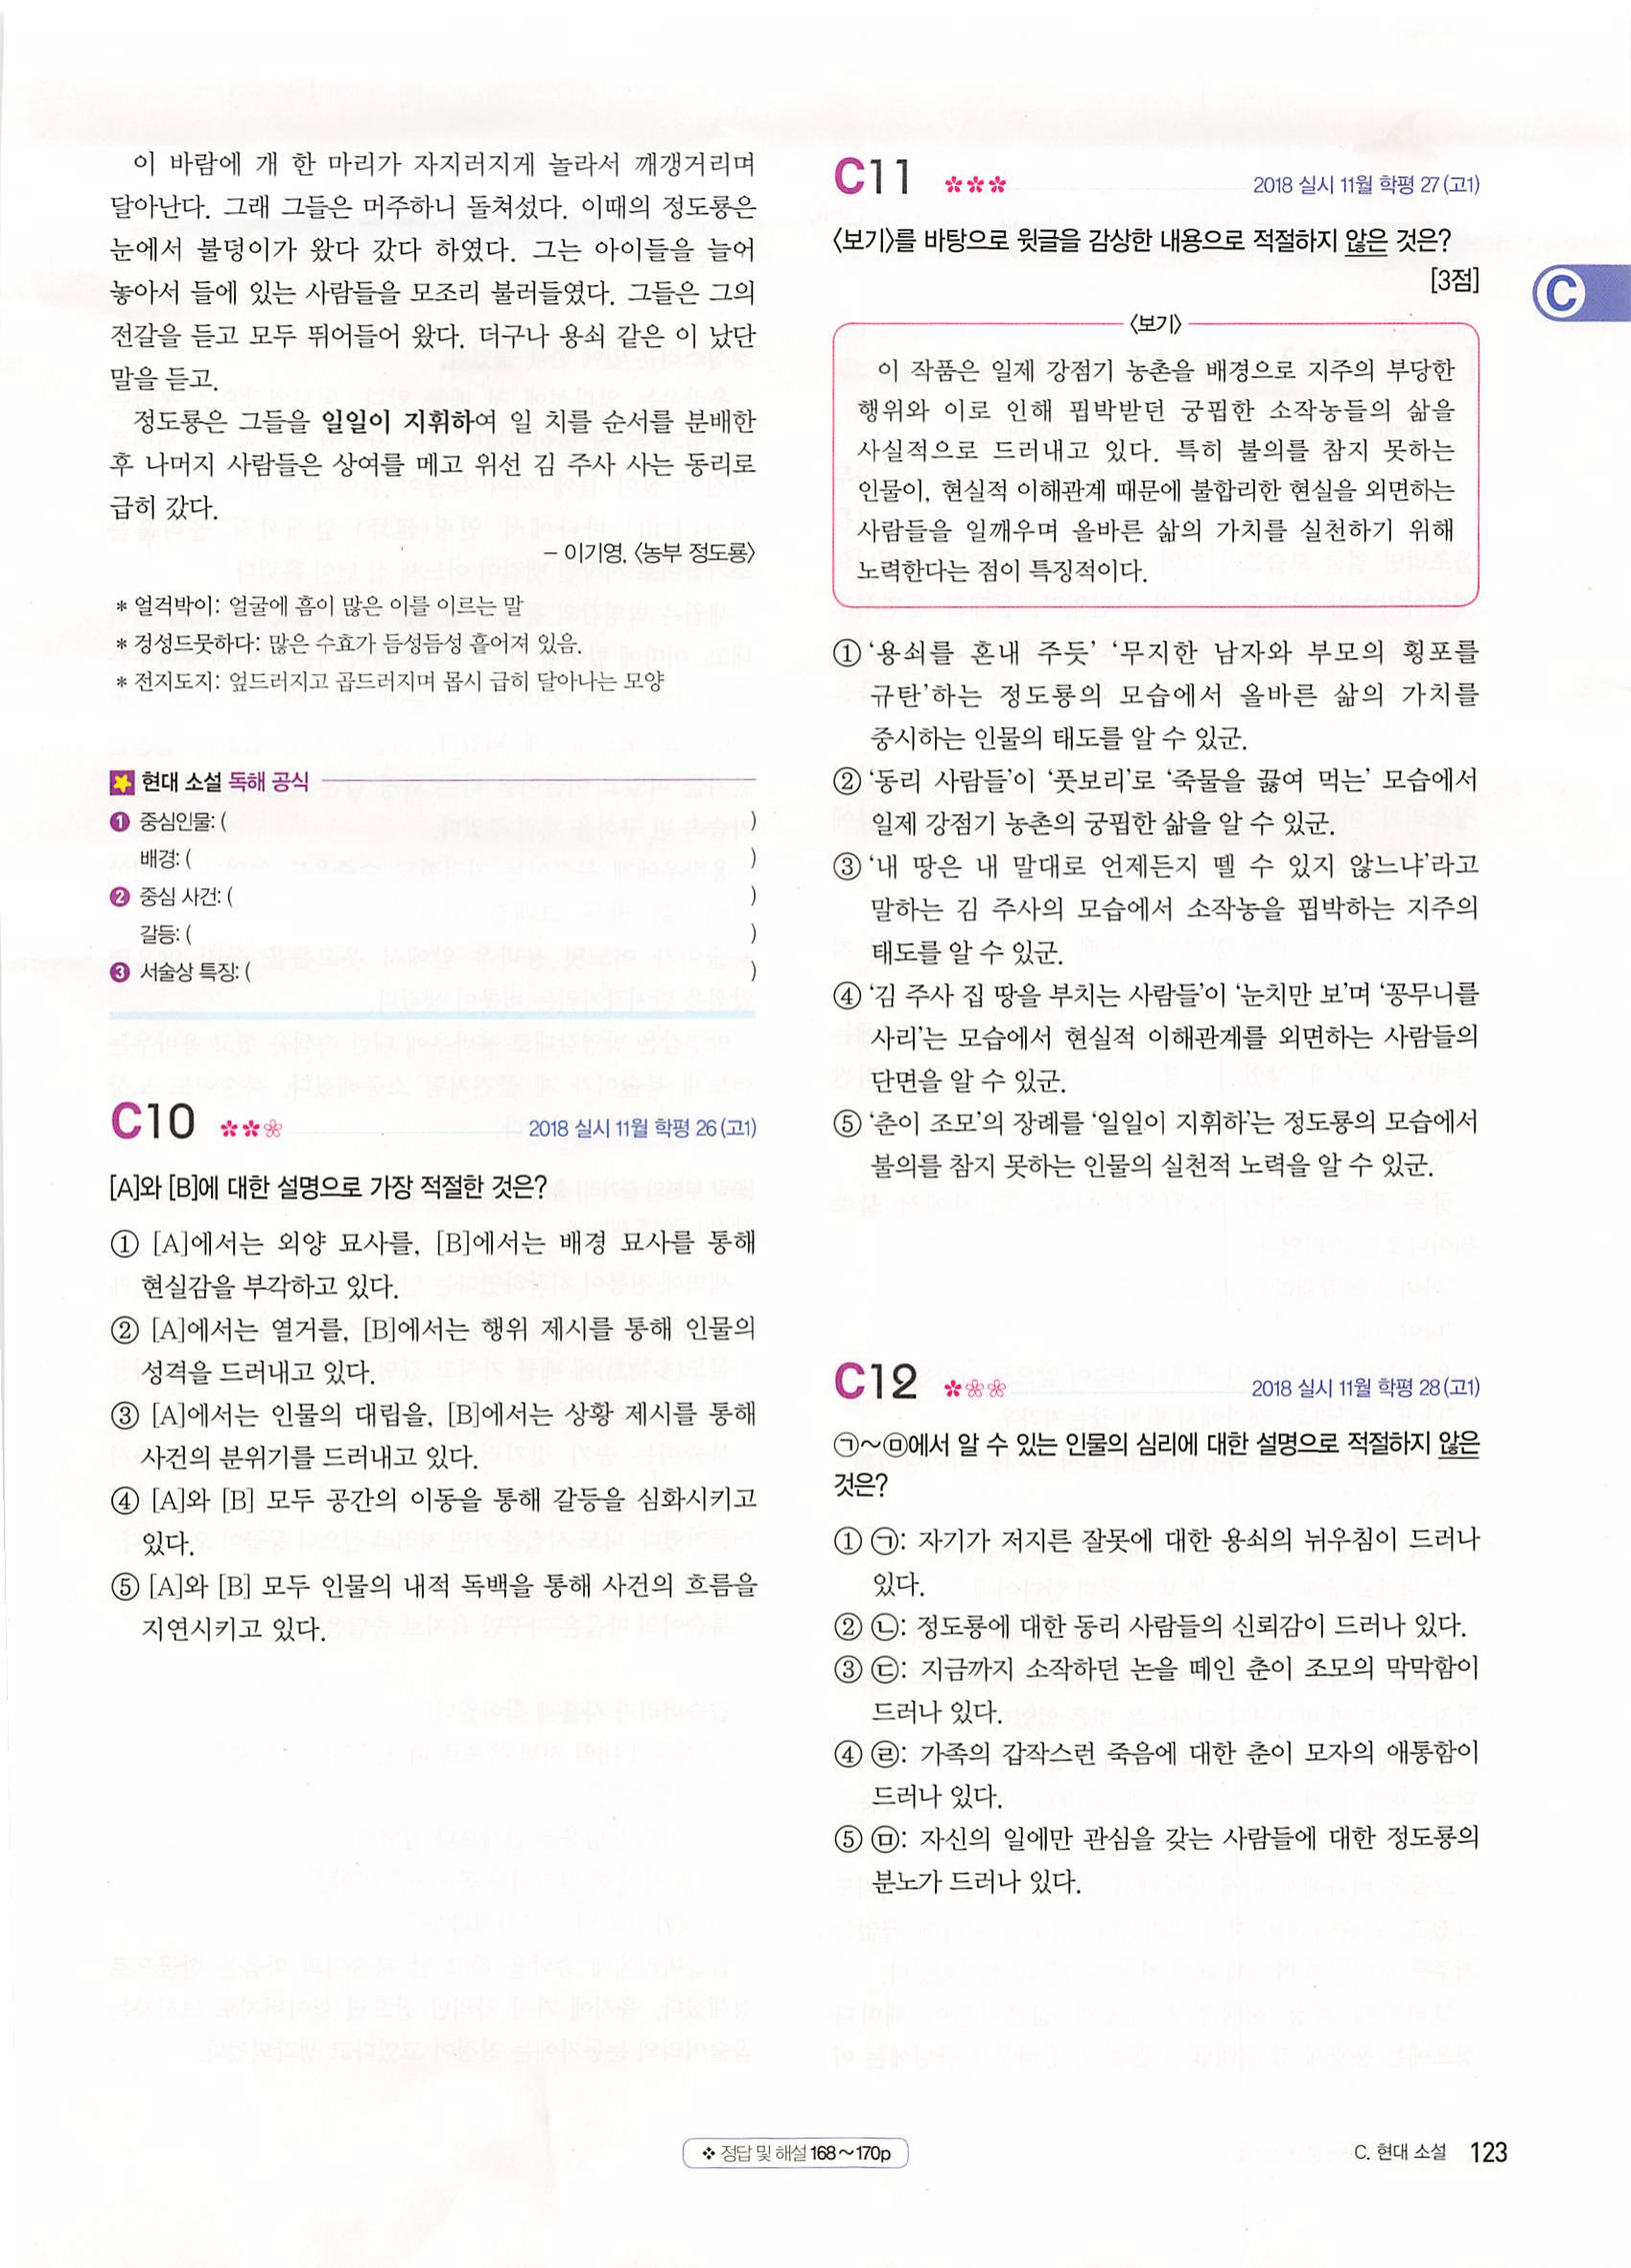 이 바람에 개 한 마리가 자지러지게 놀라서 깨갱거리며
달아난다. 그래 그들은 머주하니 돌쳐섰다. 이때의 정도룡은
눈에서 불덩이가 왔다 갔다 하였다. 그는 아이들을 늘어
놓아서 들에 있는 사람들을 모조리 불러들였다. 그들은 그의
전갈을 듣고 모두 뛰어들어 왔다. 더구나 용쇠 같은 이 났단
말을 듣고.
정도룡은 그들을 일일이 지휘하여 일 치를 순서를 분배한
후 나머지 사람들은 상여를 메고 위선 김 주사 사는 동리로
급히 갔다.
– 이기영, 〈농부 정도룡〉
* 얼걱박이: 얼굴에 흠이 많은 이를 이르는 말
* 겅성드뭇하다: 많은 수효가 듬성듬성 흩어져 있음.
* 전지도지: 엎드러지고 곱드러지며 몹시 급히 달아나는 모양
현대 소설 독해 공식
❶ 중심인물: ( )
배경: ( )
❷ 중심 사건: ( )
갈등: ( )
❸ 서술상 특징: ( )
C10 2018 실시 11월 학평 26(고1)
[A]와 [B]에 대한 설명으로 가장 적절한 것은?
① [A]에서는 외양 묘사를, [B]에서는 배경 묘사를 통해
현실감을 부각하고 있다.
② [A]에서는 열거를, [B]에서는 행위 제시를 통해 인물의
성격을 드러내고 있다.
③ [A]에서는 인물의 대립을, [B]에서는 상황 제시를 통해
사건의 분위기를 드러내고 있다.
④ [A]와 [B] 모두 공간의 이동을 통해 갈등을 심화시키고
있다.
⑤ [A]와 [B] 모두 인물의 내적 독백을 통해 사건의 흐름을
지연시키고 있다.
C11 2018 실시 11월 학평 27(고1)
〈보기〉를 바탕으로 윗글을 감상한 내용으로 적절하지 않은 것은?
[3점]
C
〈보기〉
이 작품은 일제 강점기 농촌을 배경으로 지주의 부당한
행위와 이로 인해 핍박받던 궁핍한 소작농들의 삶을
사실적으로 드러내고 있다. 특히 불의를 참지 못하는
인물이, 현실적 이해관계 때문에 불합리한 현실을 외면하는
사람들을 일깨우며 올바른 삶의 가치를 실천하기 위해
노력한다는 점이 특징적이다.
① ‘용쇠를 혼내 주듯’ ‘무지한 남자와 부모의 횡포를
규탄’하는 정도룡의 모습에서 올바른 삶의 가치를
중시하는 인물의 태도를 알 수 있군.
② ‘동리 사람들’이 ‘풋보리’로 ‘죽물을 끓여 먹는’ 모습에서
일제 강점기 농촌의 궁핍한 삶을 알 수 있군.
③ ‘내 땅은 내 말대로 언제든지 뗄 수 있지 않느냐’라고
말하는 김 주사의 모습에서 소작농을 핍박하는 지주의
태도를 알 수 있군.
④ ‘김 주사 집 땅을 부치는 사람들’이 ‘눈치만 보’며 ‘꽁무니를
사리’는 모습에서 현실적 이해관계를 외면하는 사람들의
단면을 알 수 있군.
⑤ ‘춘이 조모’의 장례를 ‘일일이 지휘하’는 정도룡의 모습에서
불의를 참지 못하는 인물의 실천적 노력을 알 수 있군.
C12 2018 실시 11월 학평 28(고1)
㉠~㉤에서 알 수 있는 인물의 심리에 대한 설명으로 적절하지 않은
것은?
① ㉠: 자기가 저지른 잘못에 대한 용쇠의 뉘우침이 드러나
있다.
② ㉡: 정도룡에 대한 동리 사람들의 신뢰감이 드러나 있다.
③ ㉢: 지금까지 소작하던 논을 떼인 춘이 조모의 막막함이
드러나 있다.
④ ㉣: 가족의 갑작스런 죽음에 대한 춘이 모자의 애통함이
드러나 있다.
⑤ ㉤: 자신의 일에만 관심을 갖는 사람들에 대한 정도룡의
분노가 드러나 있다.
❖ 정답 및 해설 168~170p
C. 현대 소설 123